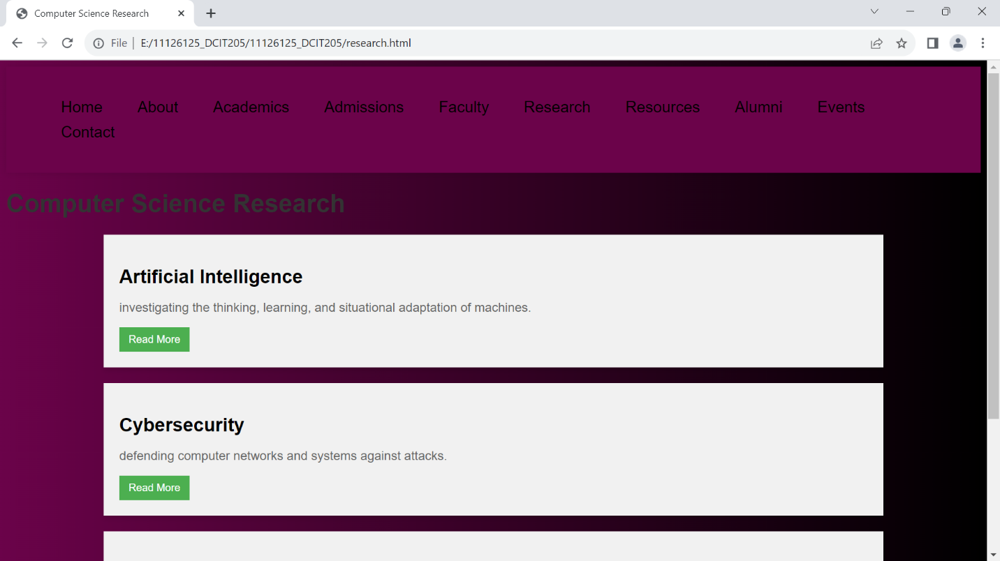 Computer Science Research
File | E:/11126125_DCIT205/11126125_DCIT205/research.html
Home About Academics Admissions Faculty Research Resources Alumni Events
Contact
Computer Science Research
Artificial Intelligence
investigating the thinking, learning, and situational adaptation of machines.
Read More
Cybersecurity
defending computer networks and systems against attacks.
Read More